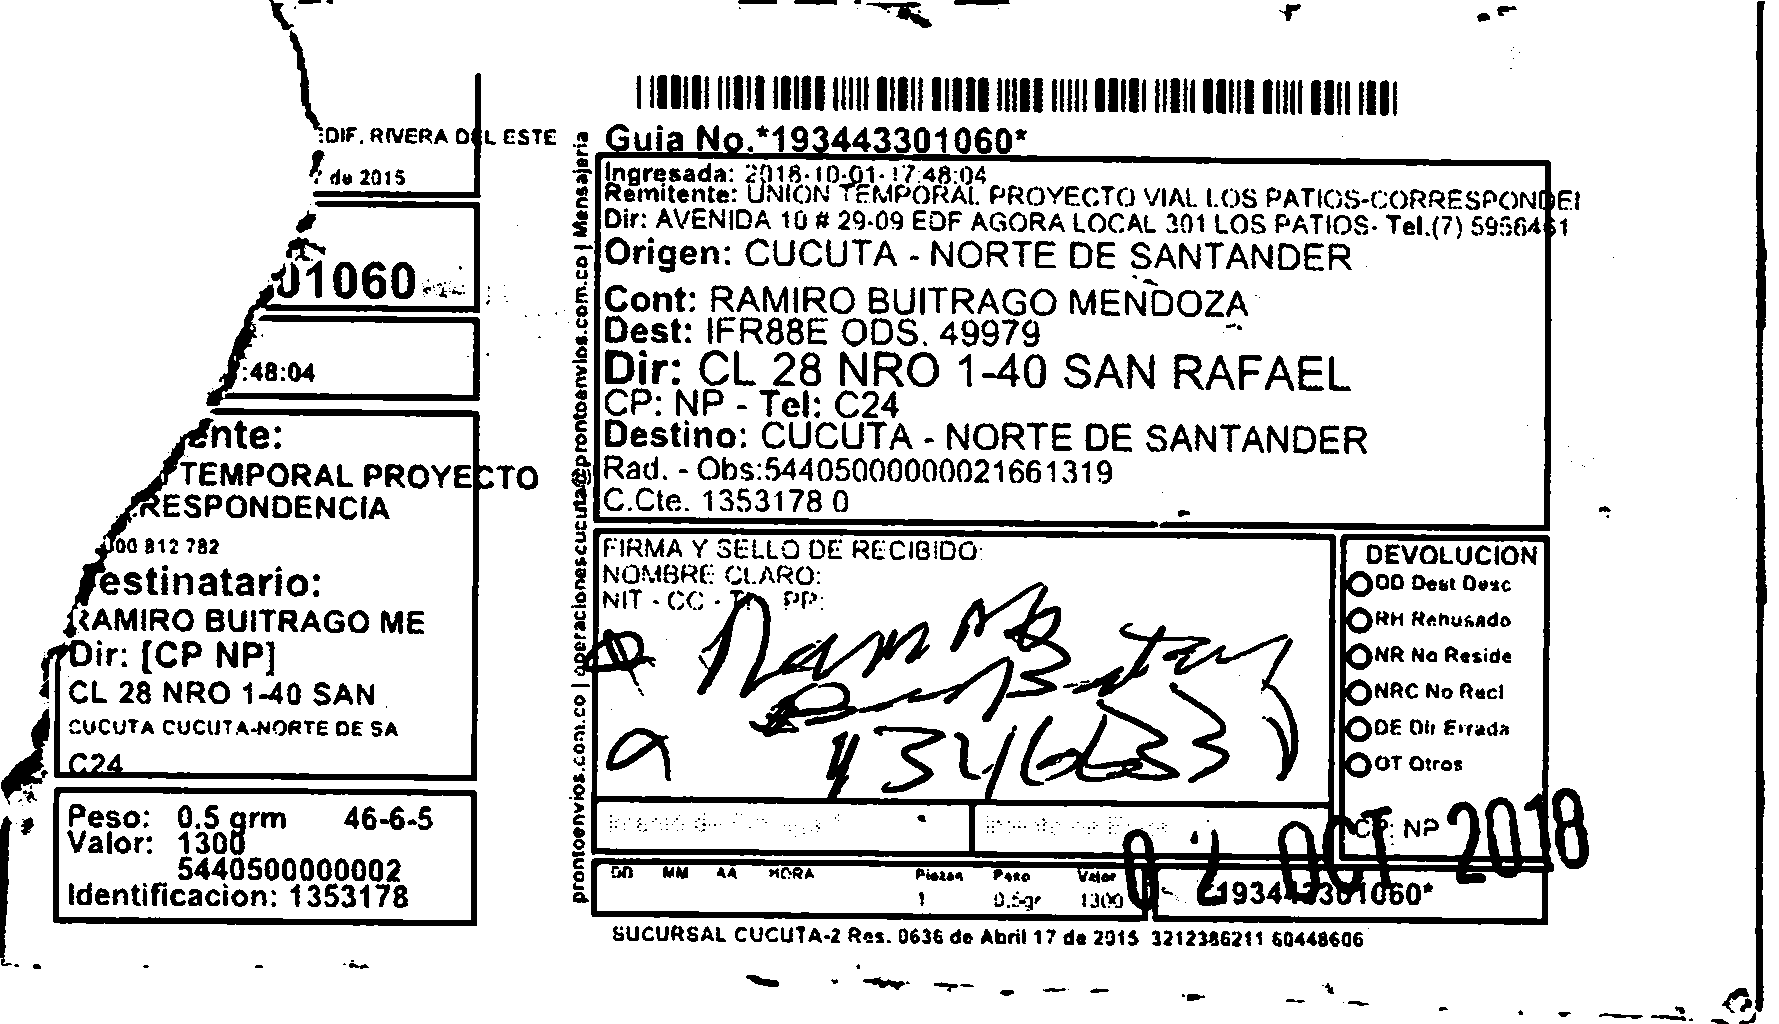 DIF. RIVERA DEL ESTE
de 2015
01060
:48:04
ente:
TEMPORAL PROYECTO
RESPONDENCIA
900 812 782
estinatario:
RAMIRO BUITRAGO ME
Dir: [CP NP]
CL 28 NRO 1-40 SAN
CUCUTA CUCUTA-NORTE DE SA
C24
Peso: 0.5 grm 46-6-5
Valor: 1300
5440500000002
Identificacion: 1353178
prontoenvios.com.co | operacionescucuta@prontoenvios.com.co | Mensajeria
Guia No.*193443301060*
Ingresada: 2018-10-01-17:48:04
Remitente: UNION TEMPORAL PROYECTO VIAL LOS PATIOS-CORRESPONDEI
Dir: AVENIDA 10 # 29-09 EDF AGORA LOCAL 301 LOS PATIOS- Tel.(7) 5956461
Origen: CUCUTA - NORTE DE SANTANDER
Cont: RAMIRO BUITRAGO MENDOZA
Dest: IFR88E ODS. 49979
Dir: CL 28 NRO 1-40 SAN RAFAEL
CP: NP - Tel: C24
Destino: CUCUTA - NORTE DE SANTANDER
Rad. - Obs:54405000000021661319
C.Cte. 1353178 0
FIRMA Y SELLO DE RECIBIDO:
NOMBRE CLARO:
NIT - CC - TI - PP:
DEVOLUCION
DD Dest Desc
RH Rehusado
NR No Reside
NRC No Recl
DE Dir Errada
OT Otros
CP: NP
02 OCT 2018
DD MM AA HORA Piezas Peso Valor
1 0.5gr 1300
*193443301060*
SUCURSAL CUCUTA-2 Res. 0636 de Abril 17 de 2015 3212386211 60448606